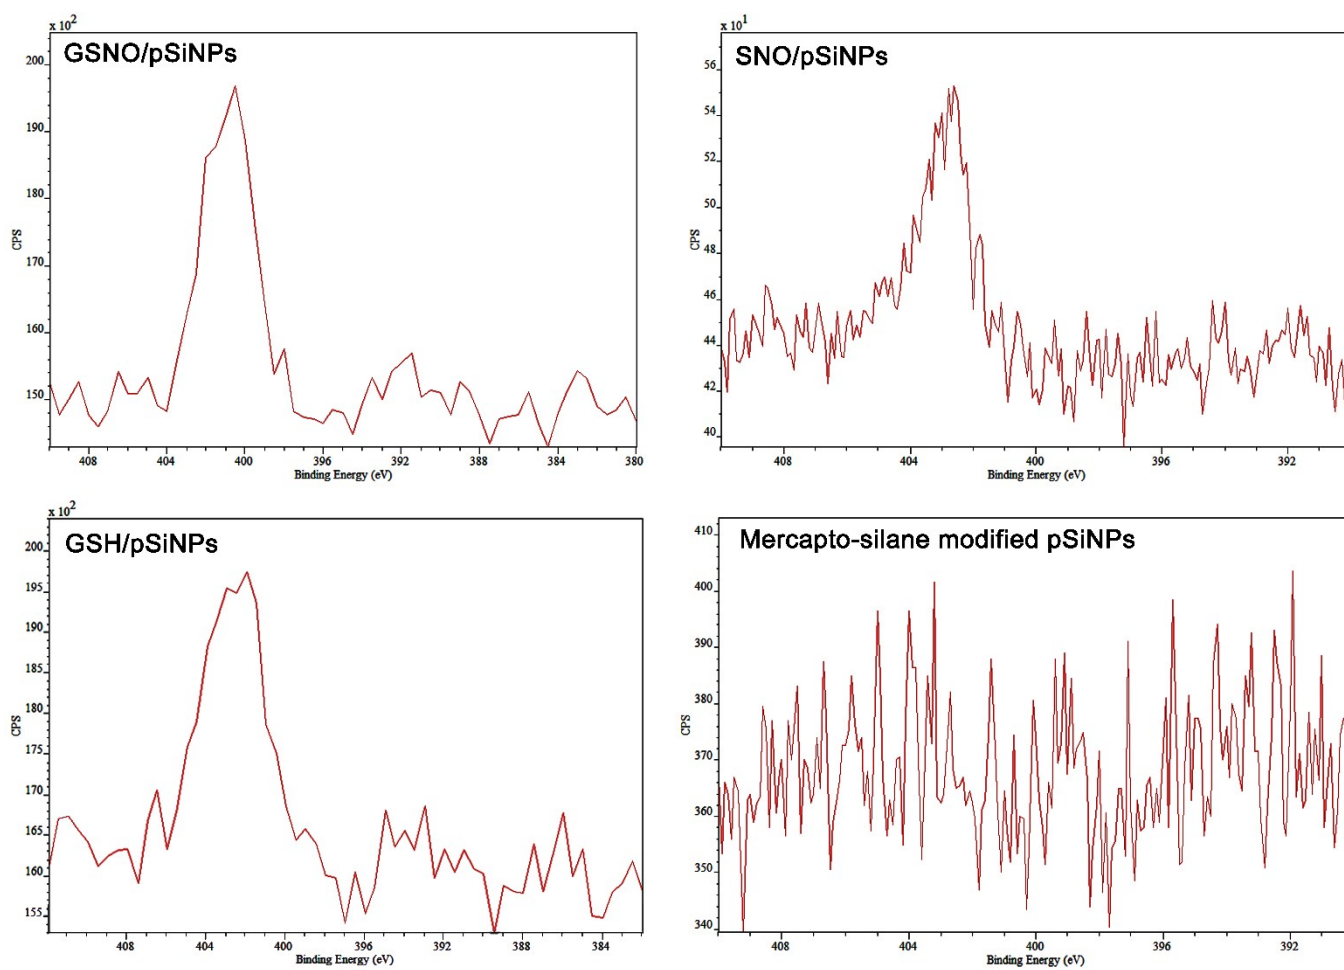 x 10²
GSNO/pSiNPs
200
190
180
170
160
150
CPS
408 404 400 396 392 388 384 380
Binding Energy (eV)
x 10¹
SNO/pSiNPs
56
54
52
50
48
46
44
42
40
CPS
408 404 400 396 392
Binding Energy (eV)
x 10²
GSH/pSiNPs
200
195
190
185
180
175
170
165
160
155
CPS
408 404 400 396 392 388 384
Binding Energy (eV)
Mercapto-silane modified pSiNPs
410
400
390
380
370
360
350
340
CPS
408 404 400 396 392
Binding Energy (eV)